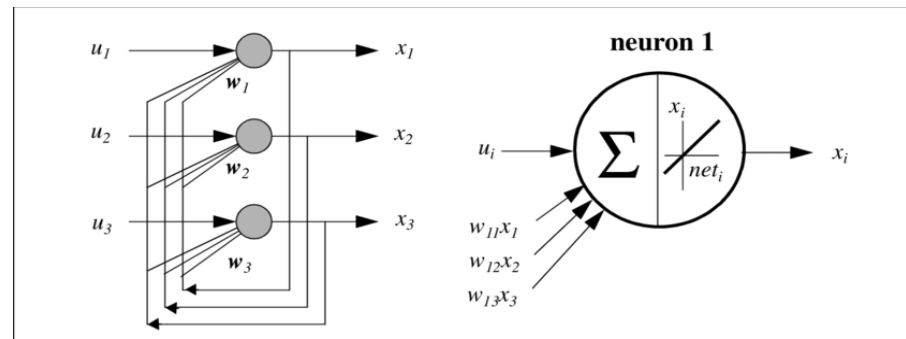 u1 x1
w1
u2 x2
w2
u3 x3
w3
neuron 1
xi
ui Σ neti xi
w11x1
w12x2
w13x3